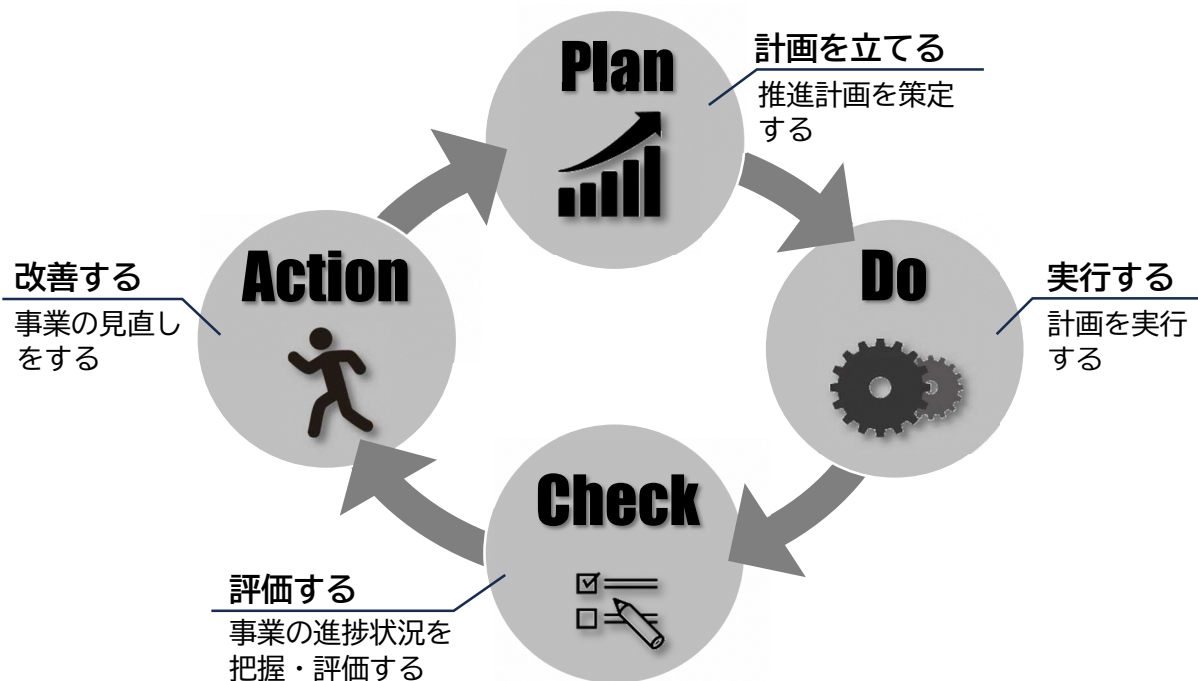 Plan
計画を立てる
推進計画を策定
する
Do
実行する
計画を実行
する
Check
評価する
事業の進捗状況を
把握・評価する
Action
改善する
事業の見直し
をする